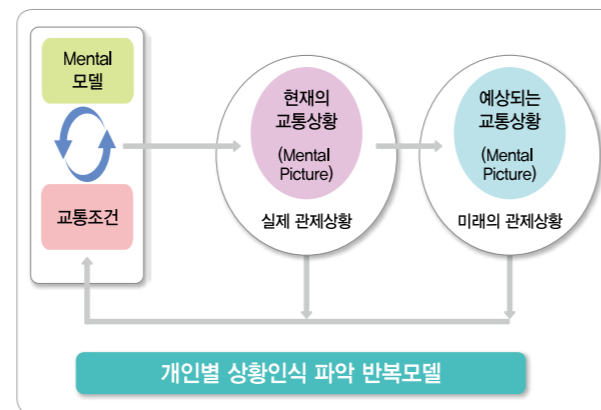 Mental
모델
교통조건
현재의
교통상황
(Mental
Picture)
실제 관제상황
예상되는
교통상황
(Mental
Picture)
미래의 관제상황
개인별 상황인식 파악 반복모델